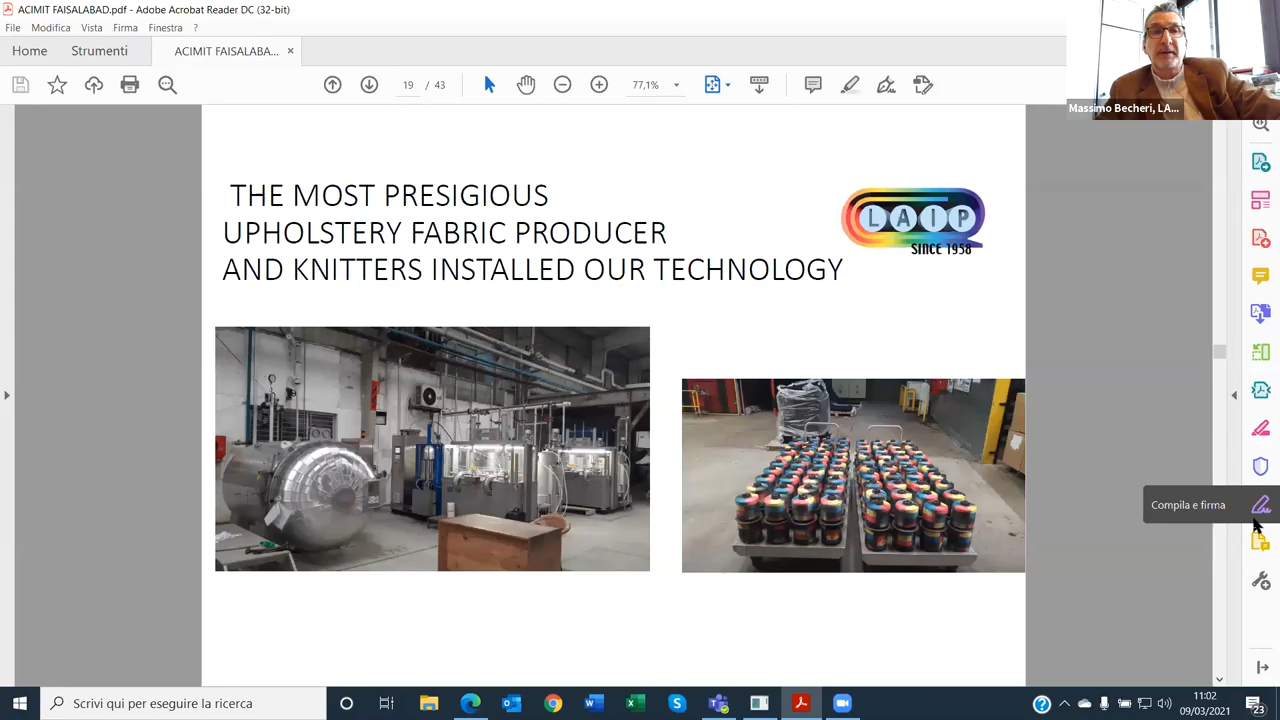 ACIMIT FAISALABAD.pdf - Adobe Acrobat Reader DC (32-bit)
File Modifica Vista Firma Finestra ?
Home Strumenti ACIMIT FAISALABA... ×
19 / 43 77,1%
Massimo Becheri, LA...
THE MOST PRESIGIOUS
UPHOLSTERY FABRIC PRODUCER
AND KNITTERS INSTALLED OUR TECHNOLOGY
LAIP
SINCE 1958
Compila e firma
Scrivi qui per eseguire la ricerca
11:02
09/03/2021
23